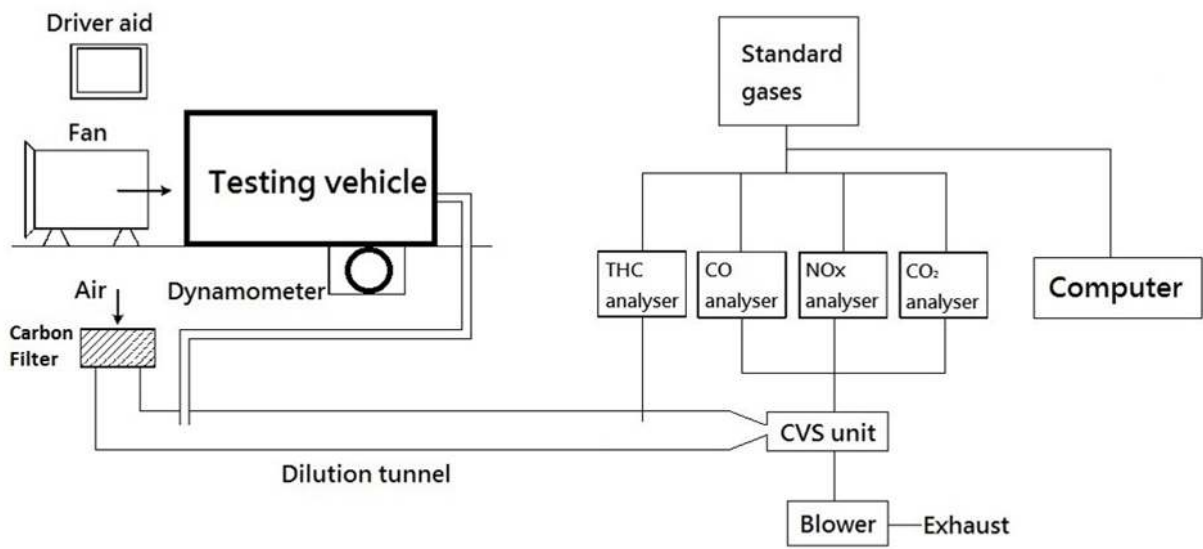 Driver aid
Fan
Testing vehicle
Dynamometer
Air
Carbon
Filter
Dilution tunnel
Standard
gases
THC
analyser
CO
analyser
NOx
analyser
CO₂
analyser
Computer
CVS unit
Blower
Exhaust